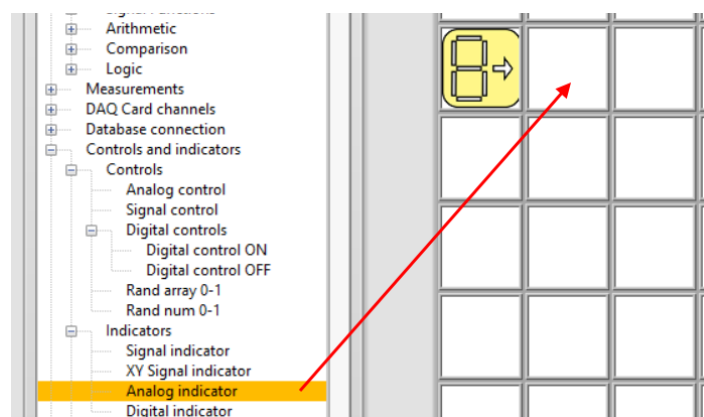 Arithmetic
Comparison
Logic
Measurements
DAQ Card channels
Database connection
Controls and indicators
Controls
Analog control
Signal control
Digital controls
Digital control ON
Digital control OFF
Rand array 0-1
Rand num 0-1
Indicators
Signal indicator
XY Signal indicator
Analog indicator
Digital indicator